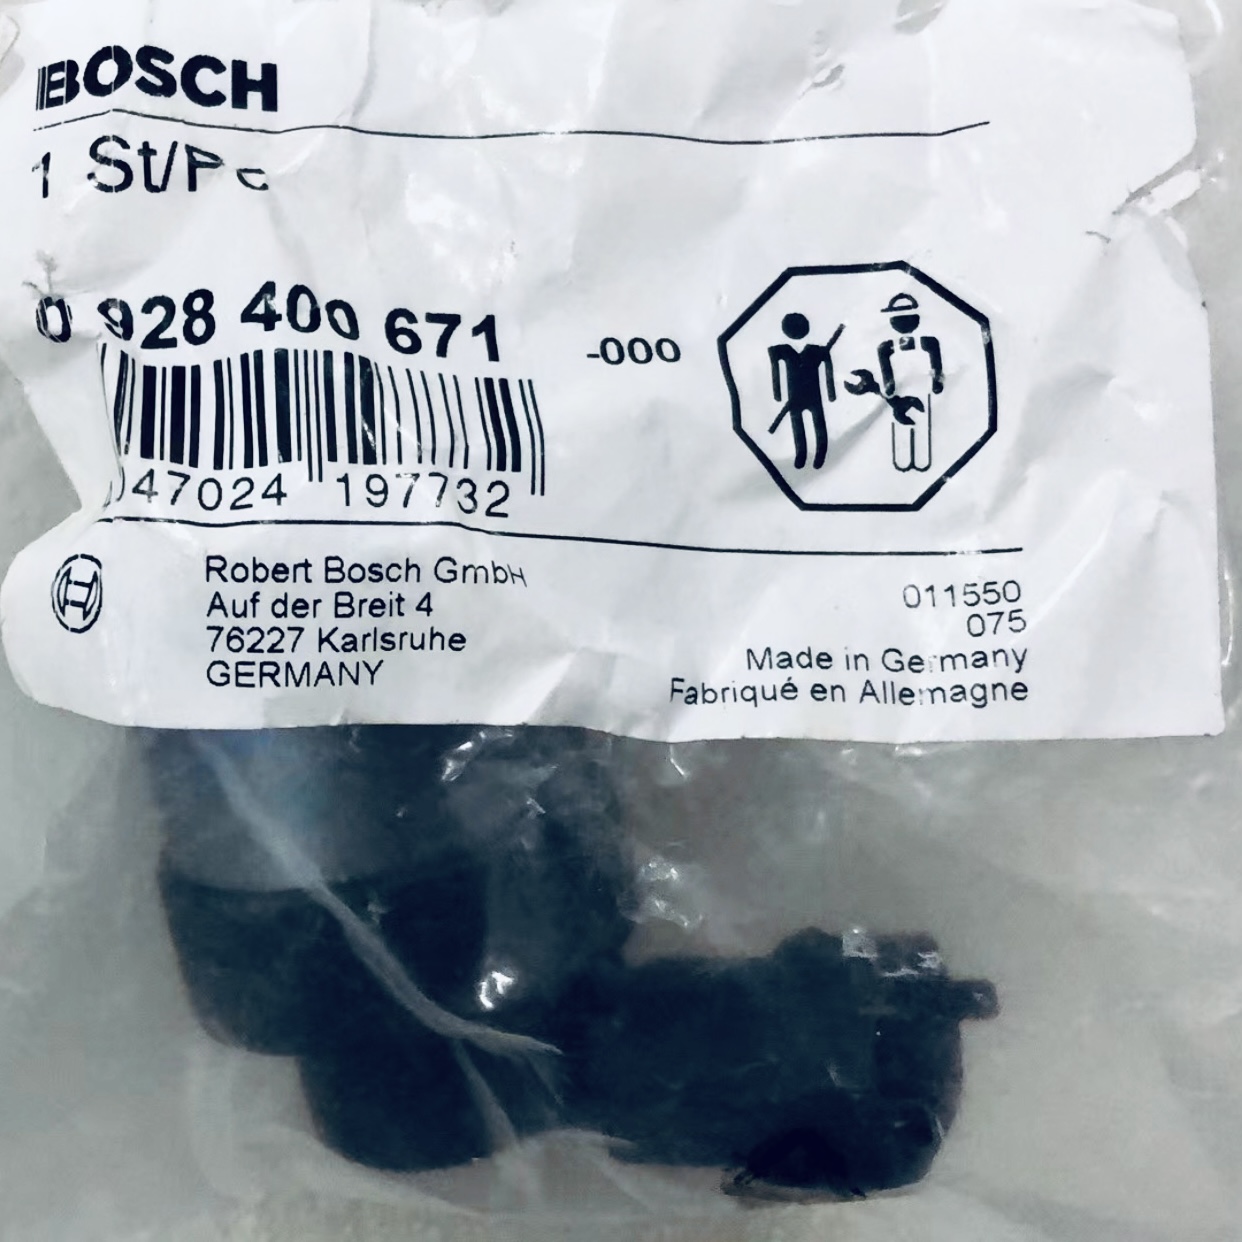 BOSCH
1 St/Pc
0 928 400 671
-000
47024 197732
Robert Bosch GmbH
Auf der Breit 4
76227 Karlsruhe
GERMANY
011550
075
Made in Germany
Fabriqué en Allemagne